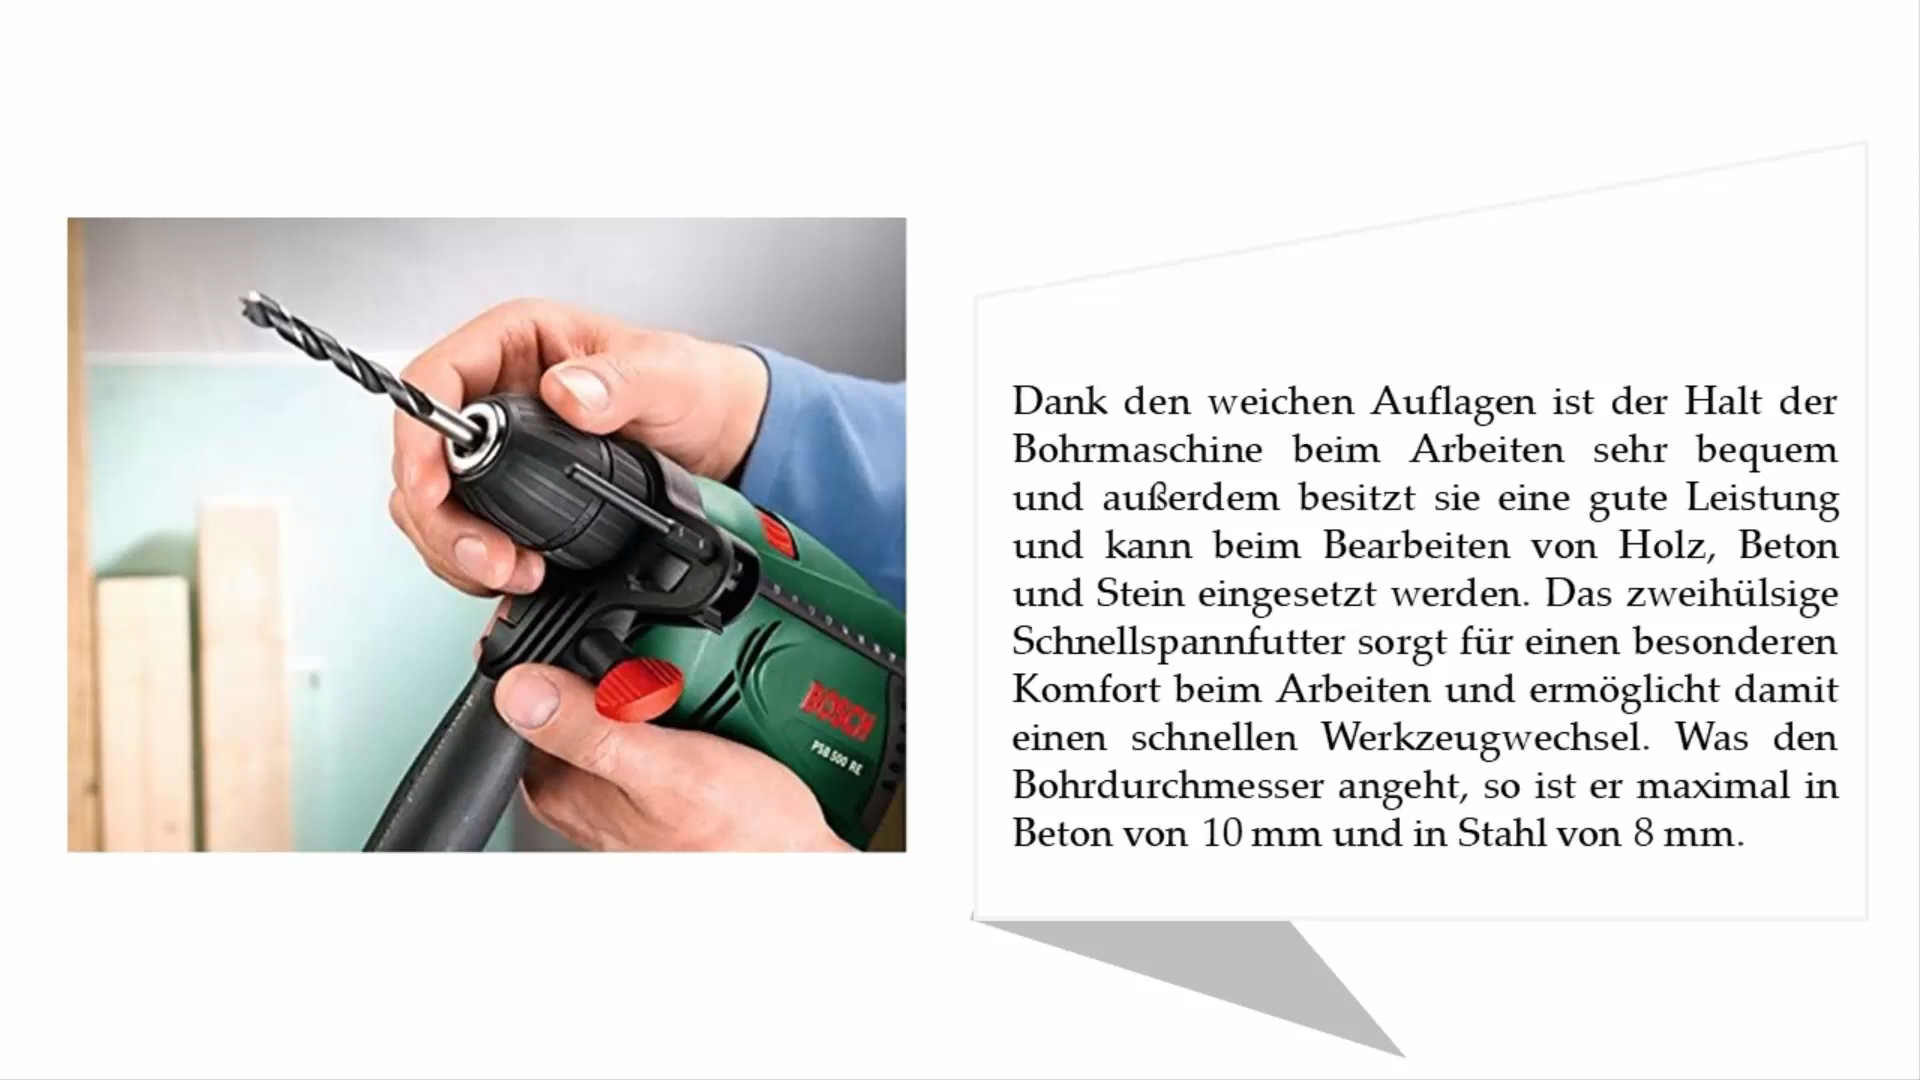 BOSCH
PSB 500 RE
Dank den weichen Auflagen ist der Halt der
Bohrmaschine beim Arbeiten sehr bequem
und außerdem besitzt sie eine gute Leistung
und kann beim Bearbeiten von Holz, Beton
und Stein eingesetzt werden. Das zweihülsige
Schnellspannfutter sorgt für einen besonderen
Komfort beim Arbeiten und ermöglicht damit
einen schnellen Werkzeugwechsel. Was den
Bohrdurchmesser angeht, so ist er maximal in
Beton von 10 mm und in Stahl von 8 mm.